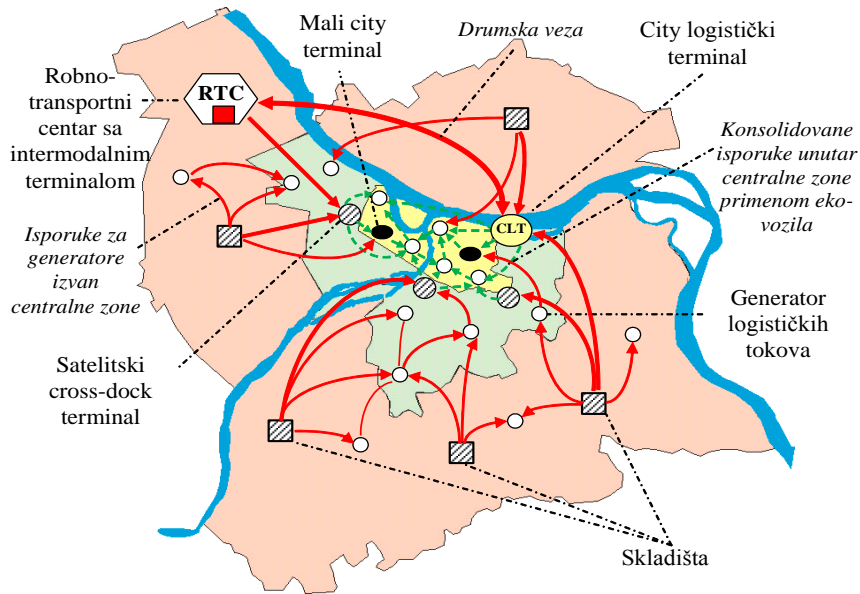 Mali city
terminal
Drumska veza
City logistički
terminal
Robno-
transportni
centar sa
intermodalnim
terminalom
RTC
Konsolidovane
isporuke unutar
centralne zone
primenom eko-
vozila
CLT
Isporuke za
generatore
izvan
centralne zone
Generator
logističkih
tokova
Satelitski
cross-dock
terminal
Skladišta